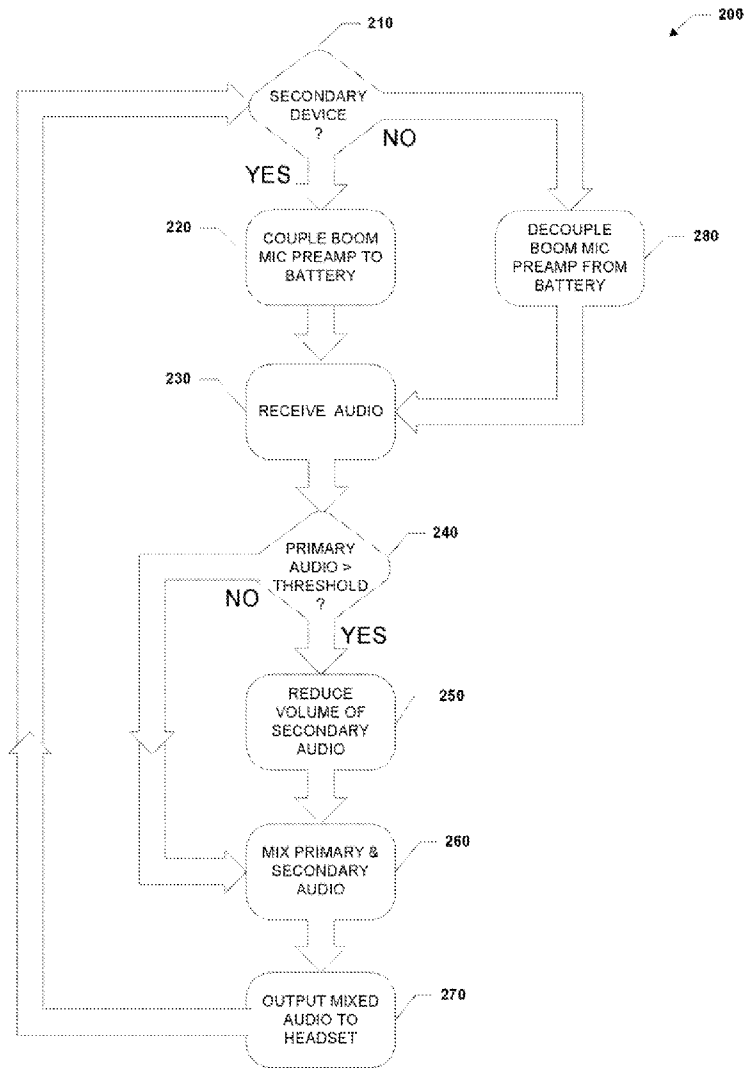 200
210
SECONDARY
DEVICE
?
NO
YES
220
COUPLE BOOM
MIC PREAMP TO
BATTERY
DECOUPLE
BOOM MIC
PREAMP FROM
BATTERY
280
230
RECEIVE AUDIO
240
PRIMARY
AUDIO >
THRESHOLD
?
NO
YES
REDUCE
VOLUME OF
SECONDARY
AUDIO
250
MIX PRIMARY &
SECONDARY
AUDIO
260
OUTPUT MIXED
AUDIO TO
HEADSET
270